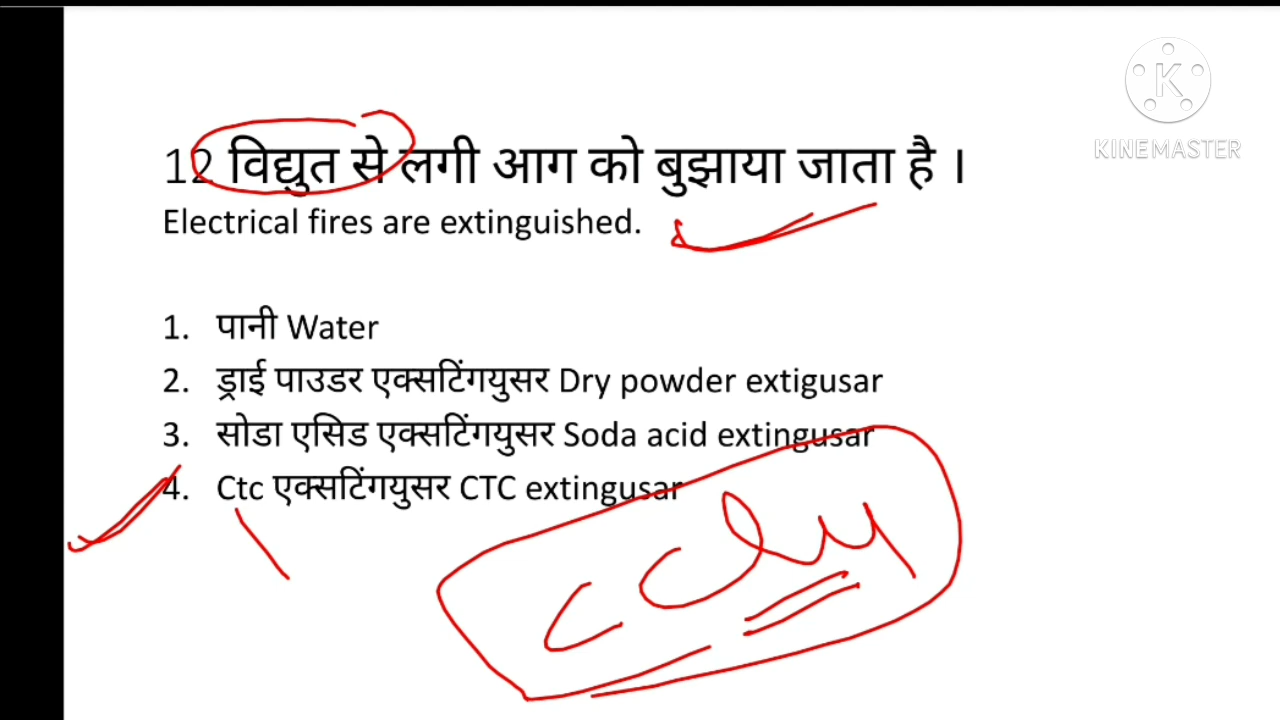 KINEMASTER
12 विद्युत से लगी आग को बुझाया जाता है ।
Electrical fires are extinguished.
1. पानी Water
2. ड्राई पाउडर एक्सटिंगयुसर Dry powder extigusar
3. सोडा एसिड एक्सटिंगयुसर Soda acid extingusar
4. Ctc एक्सटिंगयुसर CTC extingusar